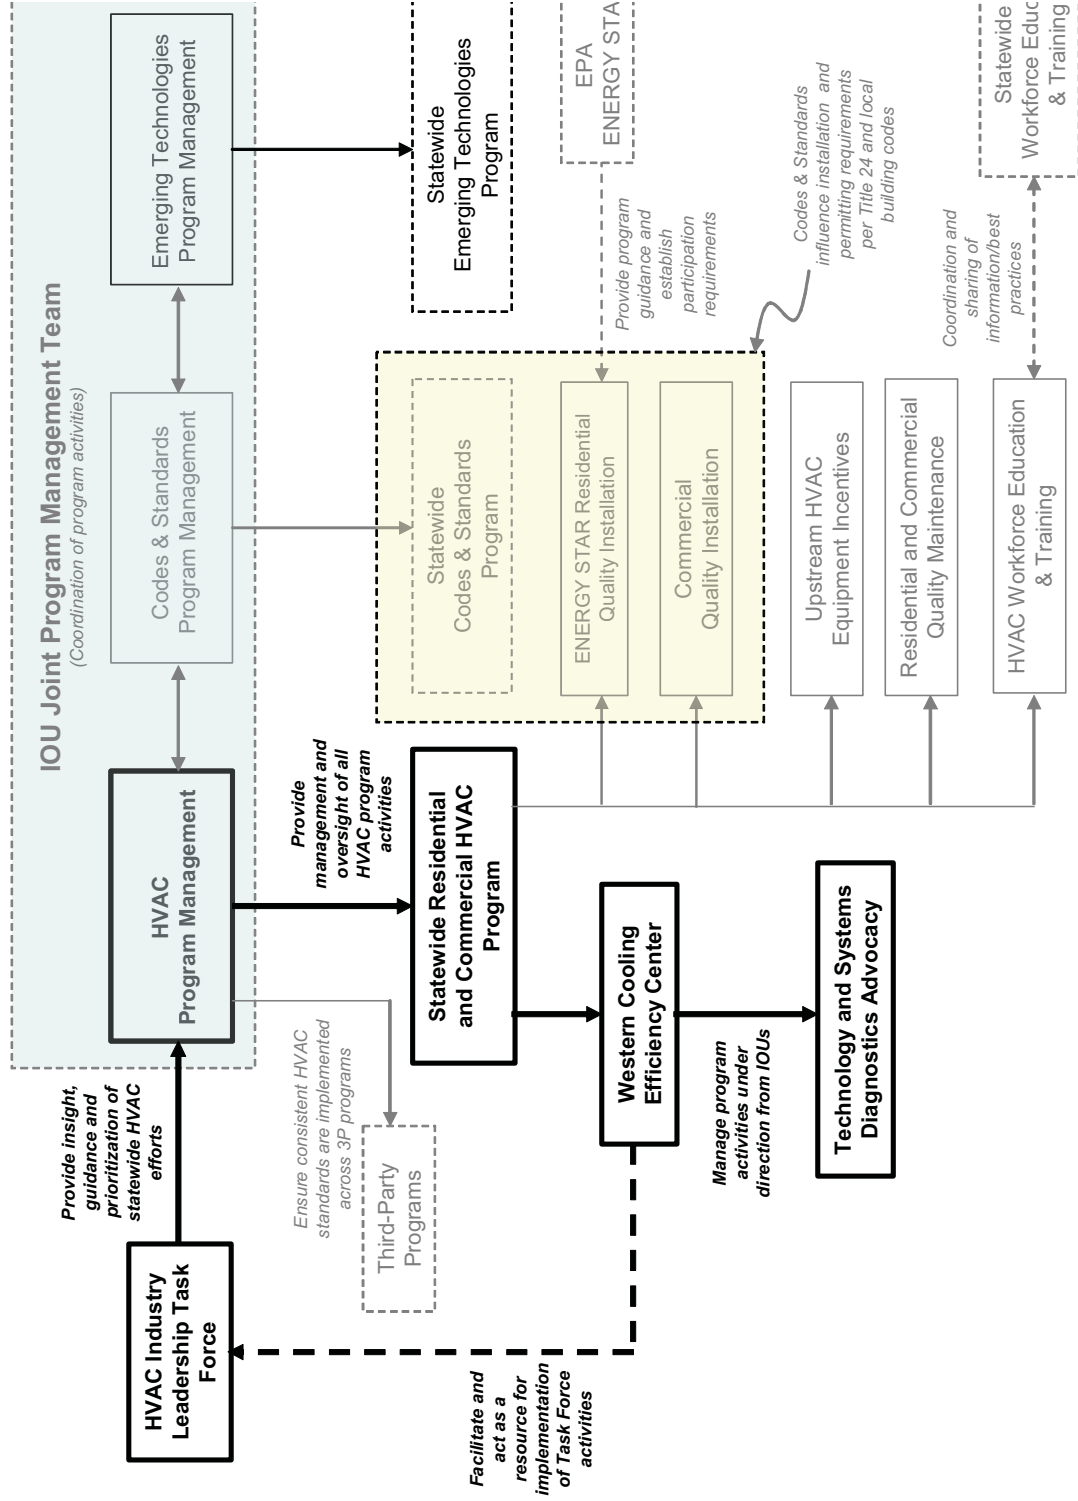 IOU Joint Program Management Team
(Coordination of program activities)
HVAC Industry
Leadership Task
Force
Provide insight,
guidance and
prioritization of
statewide HVAC
efforts
HVAC
Program Management
Codes & Standards
Program Management
Emerging Technologies
Program Management
Ensure consistent HVAC
standards are implemented
across 3P programs
Third-Party
Programs
Provide
management and
oversight of all
HVAC program
activities
Statewide Residential
and Commercial HVAC
Program
Statewide
Codes & Standards
Program
Statewide
Emerging Technologies
Program
Facilitate and
act as a
resource for
implementation
of Task Force
activities
Western Cooling
Efficiency Center
ENERGY STAR Residential
Quality Installation
Provide program
guidance and
establish
participation
requirements
EPA
ENERGY STA
Commercial
Quality Installation
Manage program
activities under
direction from IOUs
Technology and Systems
Diagnostics Advocacy
Upstream HVAC
Equipment Incentives
Codes & Standards
influence installation and
permitting requirements
per Title 24 and local
building codes
Residential and Commercial
Quality Maintenance
HVAC Workforce Education
& Training
Coordination and
sharing of
information/best
practices
Statewide
Workforce Educ
& Training